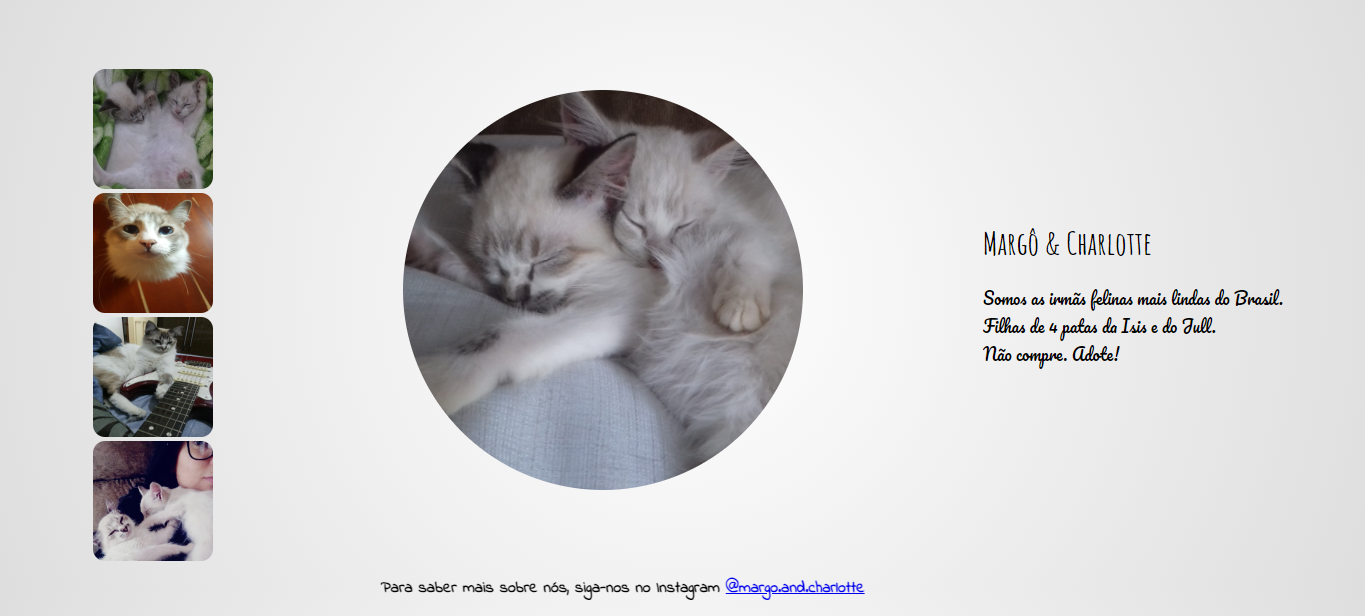 Margô & Charlotte
Somos as irmãs felinas mais lindas do Brasil.
Filhas de 4 patas da Isis e do Jull.
Não compre. Adote!
Para saber mais sobre nós, siga-nos no Instagram @margo.and.charlotte